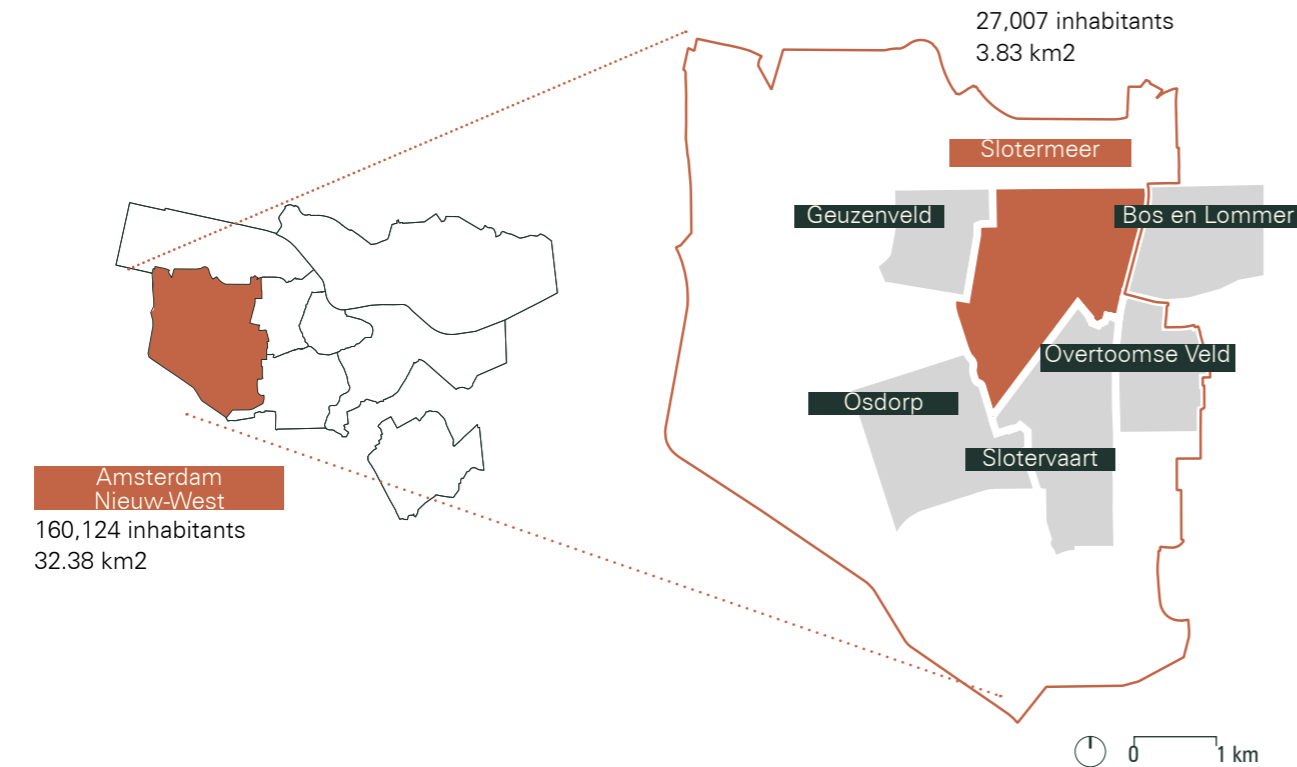 27,007 inhabitants
3.83 km2
Slotermeer
Geuzenveld
Bos en Lommer
Overtoomse Veld
Osdorp
Slotervaart
Amsterdam
Nieuw-West
160,124 inhabitants
32.38 km2
0
1 km